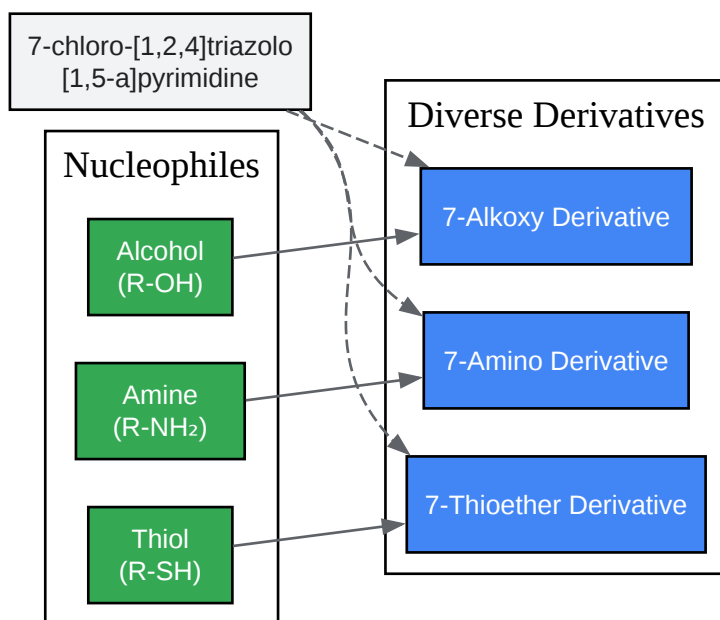 7-chloro-[1,2,4]triazolo
[1,5-a]pyrimidine
Nucleophiles
Alcohol
(R-OH)
Amine
(R-NH₂)
Thiol
(R-SH)
Diverse Derivatives
7-Alkoxy Derivative
7-Amino Derivative
7-Thioether Derivative